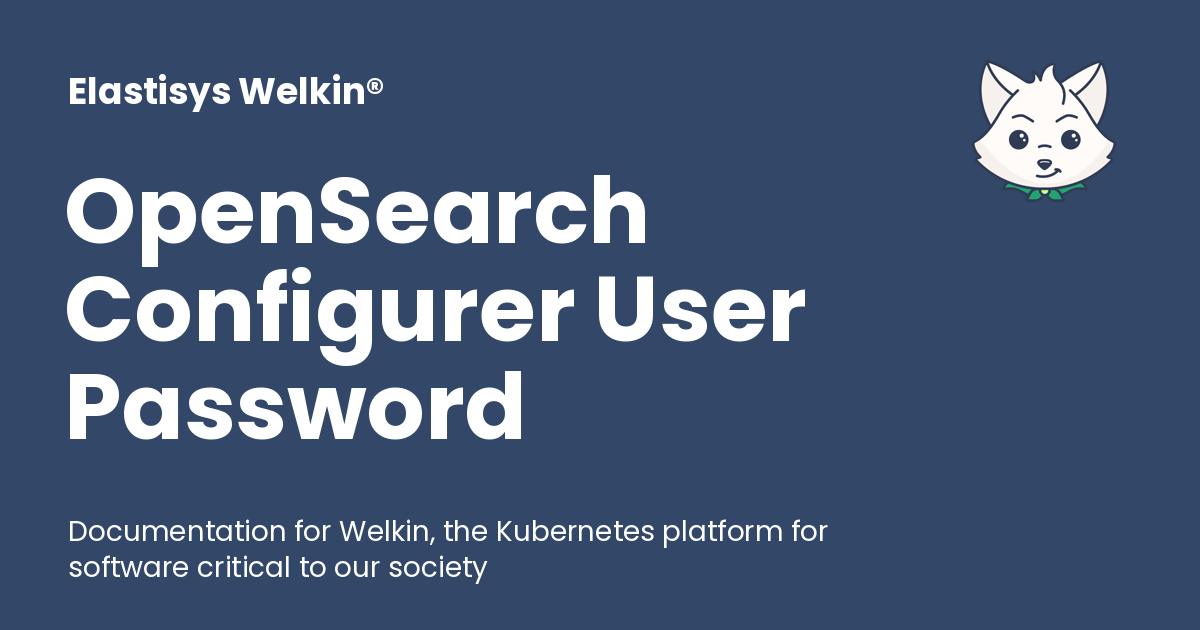 Elastisys Welkin®
OpenSearch
Configurer User
Password
Documentation for Welkin, the Kubernetes platform for
software critical to our society